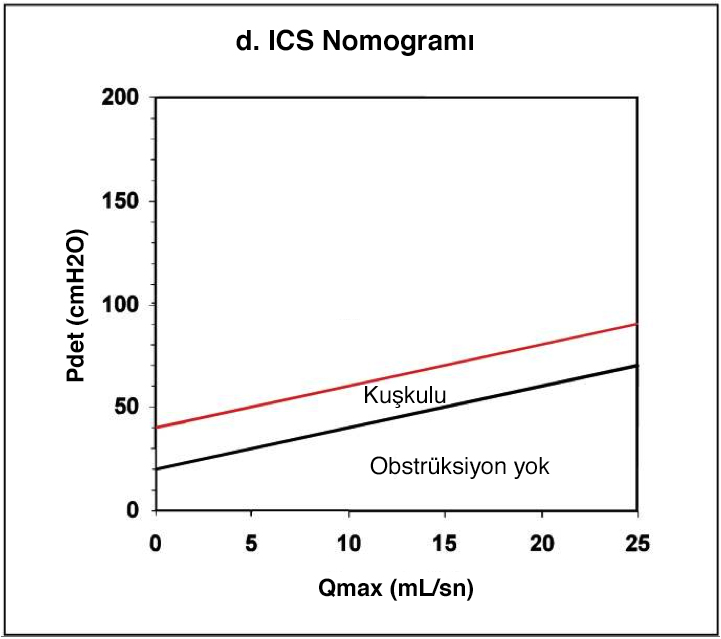 d. ICS Nomogramı
200
150
100
50
0
Pdet (cmH2O)
Kuşkulu
Obstrüksiyon yok
0 5 10 15 20 25
Qmax (mL/sn)